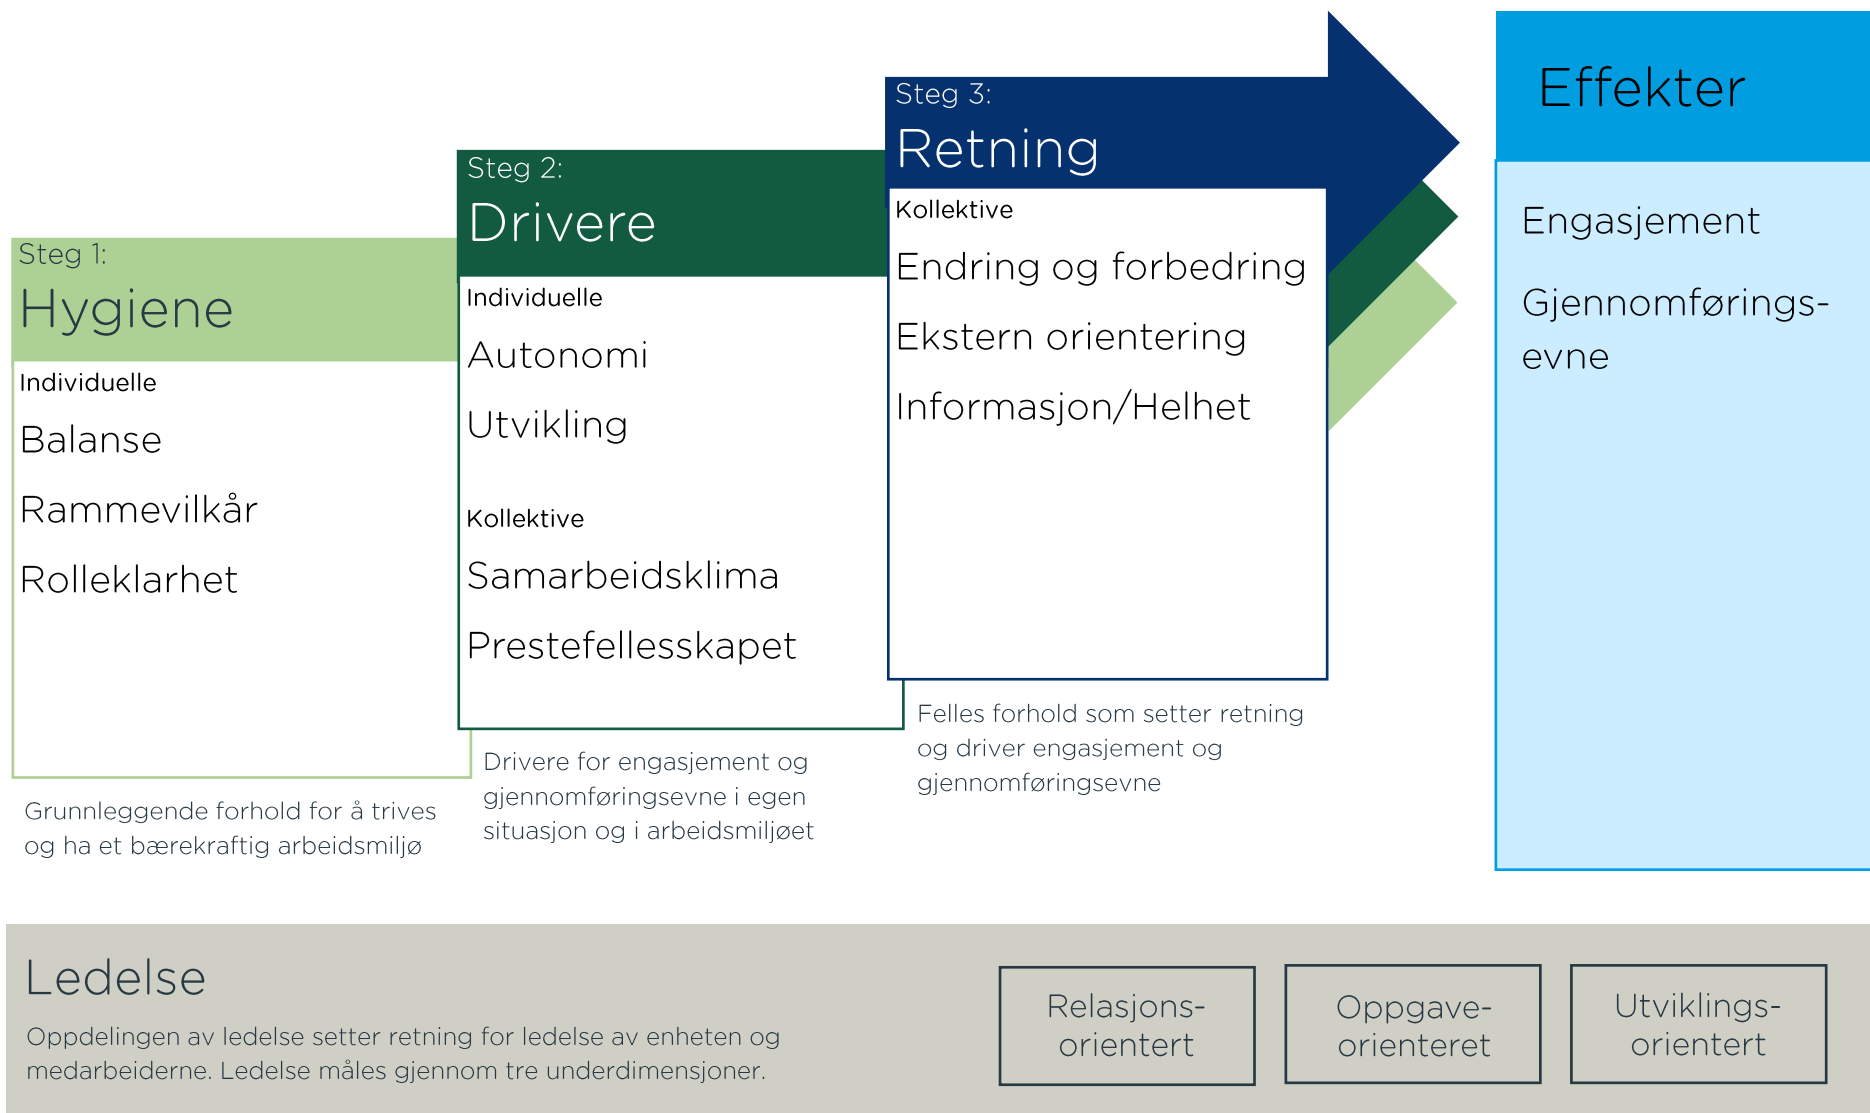 Steg 1:
Hygiene
Individuelle
Balanse
Rammevilkår
Rolleklarhet
Grunnleggende forhold for å trives
og ha et bærekraftig arbeidsmiljø
Steg 2:
Drivere
Individuelle
Autonomi
Utvikling
Kollektive
Samarbeidsklima
Prestefellesskapet
Drivere for engasjement og
gjennomføringsevne i egen
situasjon og i arbeidsmiljøet
Steg 3:
Retning
Kollektive
Endring og forbedring
Ekstern orientering
Informasjon/Helhet
Felles forhold som setter retning
og driver engasjement og
gjennomføringsevne
Effekter
Engasjement
Gjennomførings-
evne
Ledelse
Oppdelingen av ledelse setter retning for ledelse av enheten og
medarbeiderne. Ledelse måles gjennom tre underdimensjoner.
Relasjons-
orientert
Oppgave-
orienteret
Utviklings-
orientert